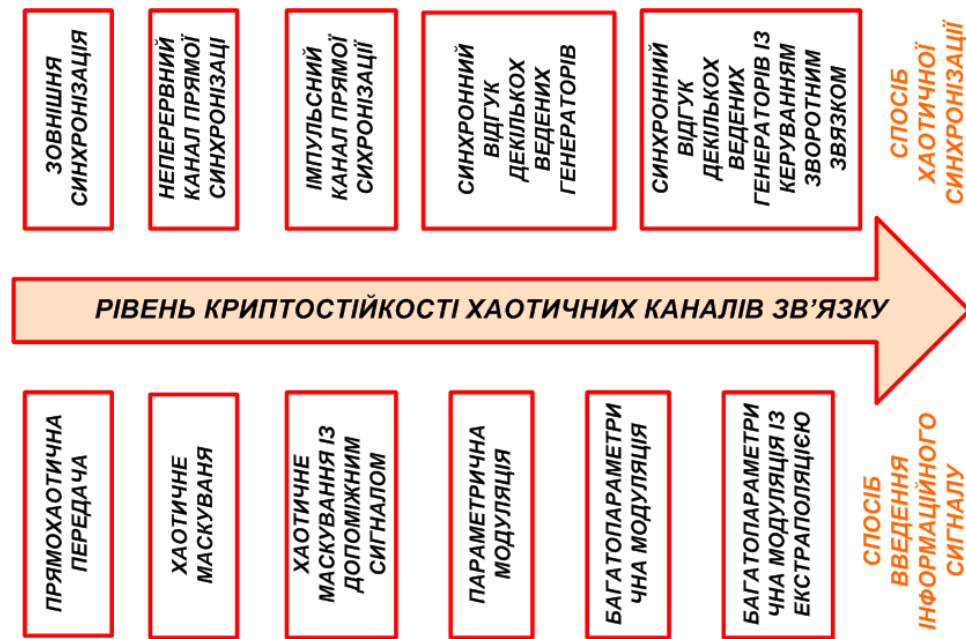 ЗОВНІШНЯ
СИНХРОНІЗАЦІЯ
НЕПЕРЕРВНИЙ
КАНАЛ ПРЯМОЇ
СИНХРОНІЗАЦІ
ІМПУЛЬСНИЙ
КАНАЛ ПРЯМОЇ
СИХРОНІЗАЦІЇ
СИНХРОННИЙ
ВІДГУК
ДЕКІЛЬКОХ
ВЕДЕНИХ
ГЕНЕРАТОРІВ
СИНХРОННИЙ
ВІДГУК
ДЕКІЛЬКОХ
ВЕДЕНИХ
ГЕНЕРАТОРІВ ІЗ
КЕРУВАННЯМ
ЗВОРОТНИМ
ЗВЯЗКОМ
СПОСІБ
ХАОТИЧНОЇ
СИНХРОНІЗАЦІЇ
РІВЕНЬ КРИПТОСТІЙКОСТІ ХАОТИЧНИХ КАНАЛІВ ЗВ’ЯЗКУ
ПРЯМОХАОТИЧНА
ПЕРЕДАЧА
ХАОТИЧНЕ
МАСКУВАНЯ
ХАОТИЧНЕ
МАСКУВАННЯ ІЗ
ДОПОМІЖНИМ
СИГНАЛОМ
ПАРАМЕТРИЧНА
МОДУЛЯЦІЯ
БАГАТОПАРАМЕТРИ
ЧНА МОДУЛЯЦІЯ
БАГАТОПАРАМЕТРИ
ЧНА МОДУЛЯЦІЯ ІЗ
ЕКСТРАПОЛЯЦІЄЮ
СПОСІБ
ВВЕДЕННЯ
ІНФОРМАЦІЙНОГО
СИГНАЛУ